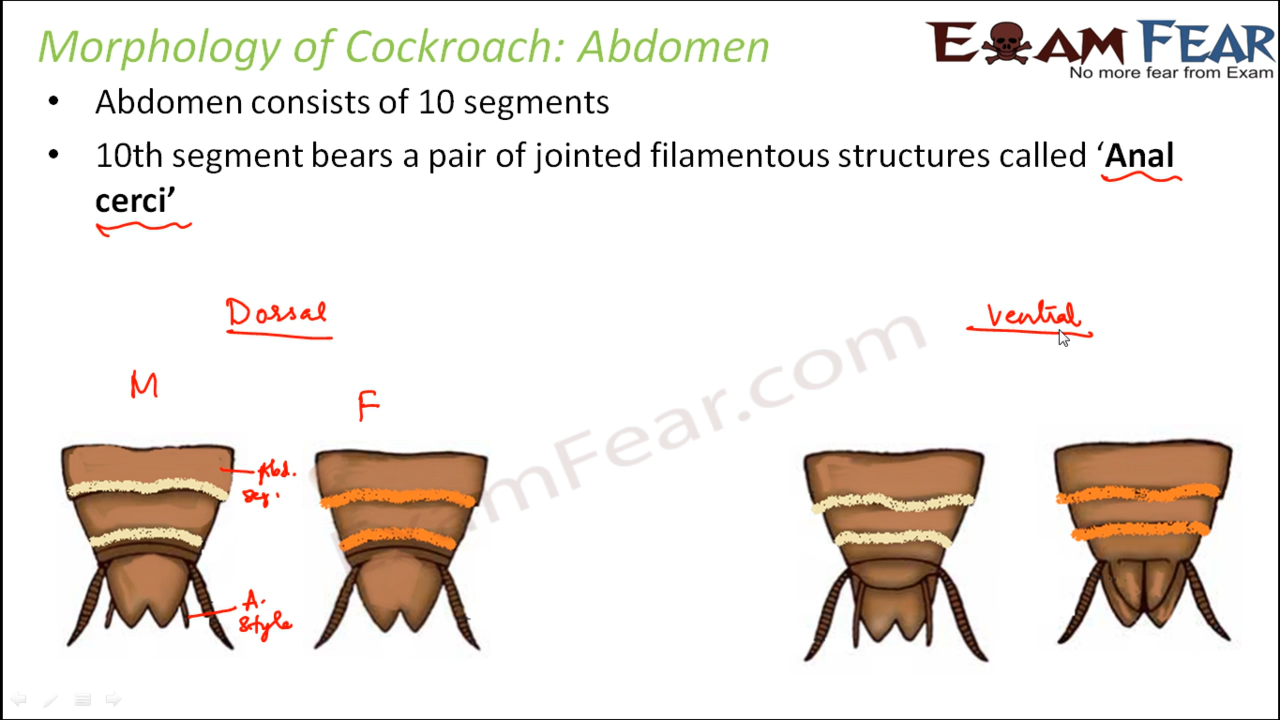 Morphology of Cockroach: Abdomen
EXAM FEAR
No more fear from Exam
• Abdomen consists of 10 segments
• 10th segment bears a pair of jointed filamentous structures called ‘Anal
cerci’
Dorsal
Ventral
M
F
ExamFear.com
Abd.
seg.
A.
Style